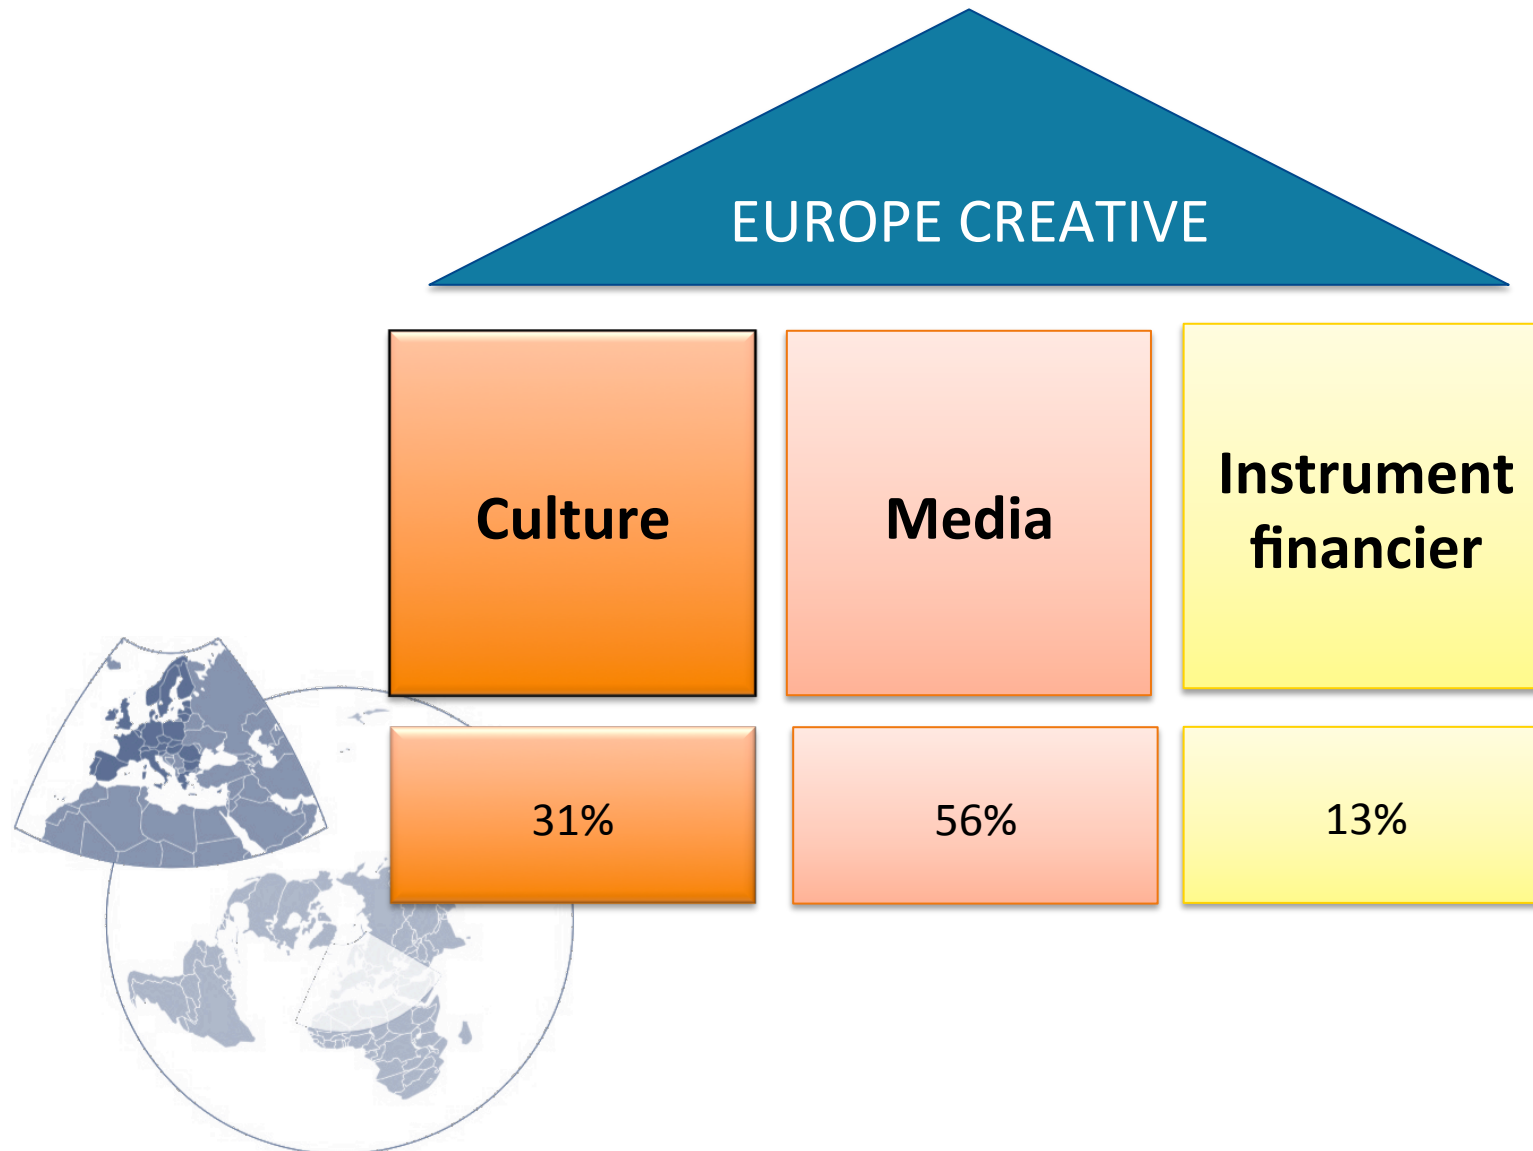 EUROPE CREATIVE
Culture
Media
Instrument
financier
31%
56%
13%